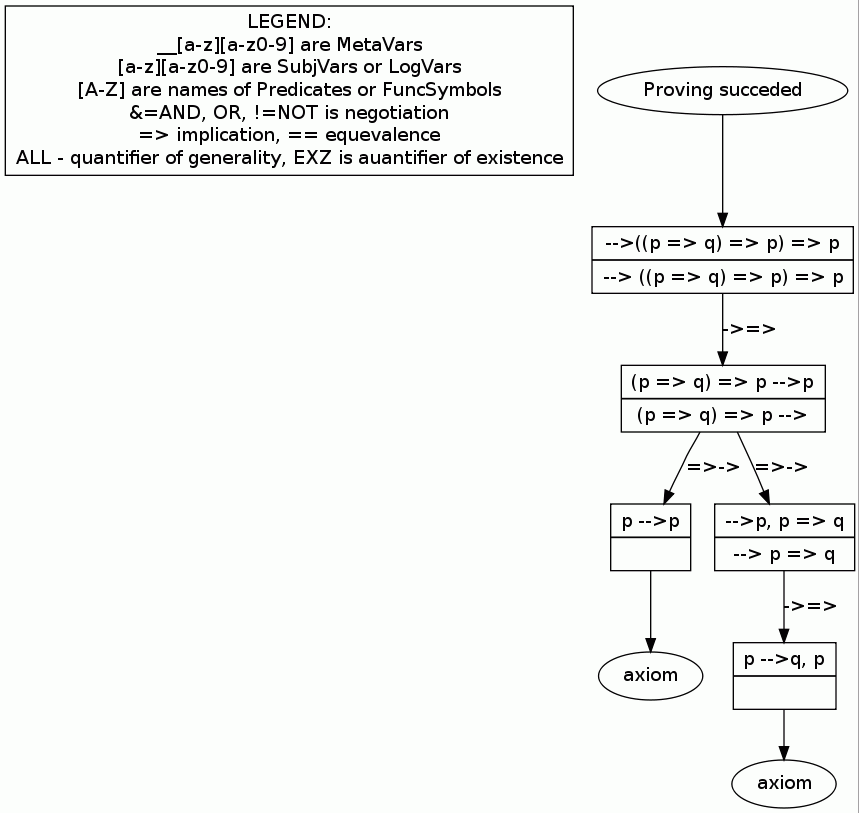 LEGEND:
__[a-z][a-z0-9] are MetaVars
[a-z][a-z0-9] are SubjVars or LogVars
[A-Z] are names of Predicates or FuncSymbols
&=AND, OR, !=NOT is negotiation
=> implication, == equevalence
ALL - quantifier of generality, EXZ is auantifier of existence
Proving succeded
-->((p => q) => p) => p
--> ((p => q) => p) => p
->=>
(p => q) => p -->p
(p => q) => p -->
=>->
=>->
p -->p
-->p, p => q
--> p => q
->=>
p -->q, p
axiom
axiom